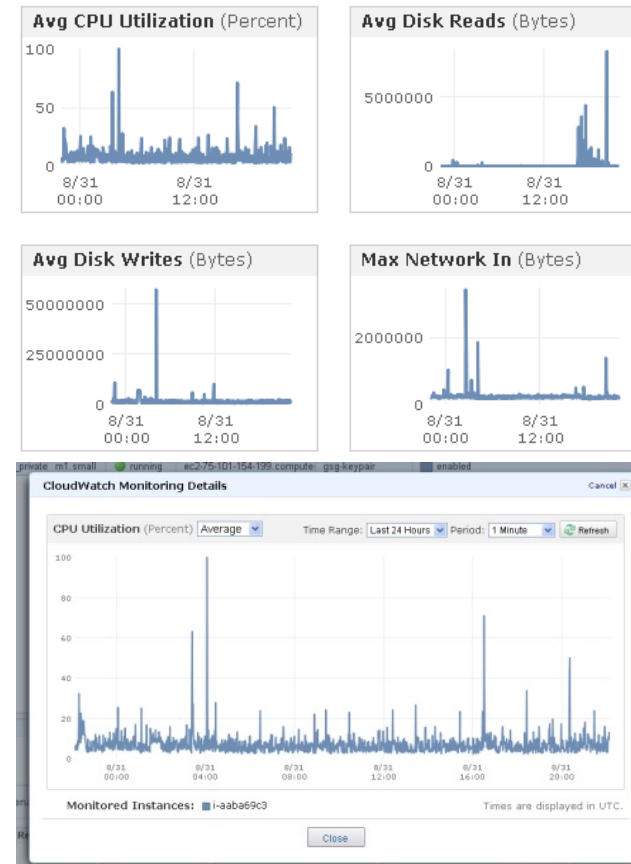 Avg CPU Utilization (Percent)
100
50
0
8/31 8/31
00:00 12:00
Avg Disk Reads (Bytes)
5000000
0
8/31 8/31
00:00 12:00
Avg Disk Writes (Bytes)
50000000
25000000
0
8/31 8/31
00:00 12:00
Max Network In (Bytes)
2000000
0
8/31 8/31
00:00 12:00
private m1.small running ec2-75-101-154-199.compute- gsg-keypair enabled
CloudWatch Monitoring Details Cancel
CPU Utilization (Percent) Average Time Range: Last 24 Hours Period: 1 Minute Refresh
100
80
60
40
20
0
8/31 8/31 8/31 8/31 8/31 8/31
00:00 04:00 08:00 12:00 16:00 20:00
Monitored Instances: i-aaba69c3 Times are displayed in UTC.
Close